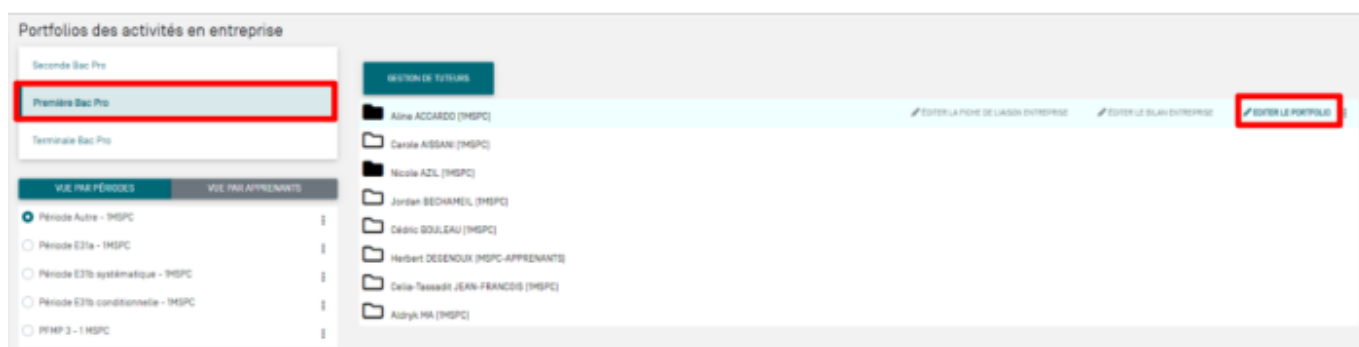 Portfolios des activités en entreprise
Seconde Bac Pro
Première Bac Pro
Terminale Bac Pro
VUE PAR PÉRIODES VUE PAR APPRENANTS
Période Autre - 1MSPC
Période E31a - 1MSPC
Période E31b systématique - 1MSPC
Période E31b conditionnelle - 1MSPC
PFMP 3 - 1 MSPC
GESTION DE TUTEURS
Aline ACCARDO (1MSPC) ÉDITER LA FICHE DE LIAISON ENTREPRISE ÉDITER LE BILAN ENTREPRISE EDITER LE PORTFOLIO
Carole AISSANI (1MSPC)
Nicole AZIL (1MSPC)
Jordan BECHAMEIL (1MSPC)
Cédric BOULEAU (1MSPC)
Herbert DEGENOUX (MSPC-APPRENANTS)
Celia-Tassadit JEAN-FRANCOIS (1MSPC)
Aldryk MA (1MSPC)